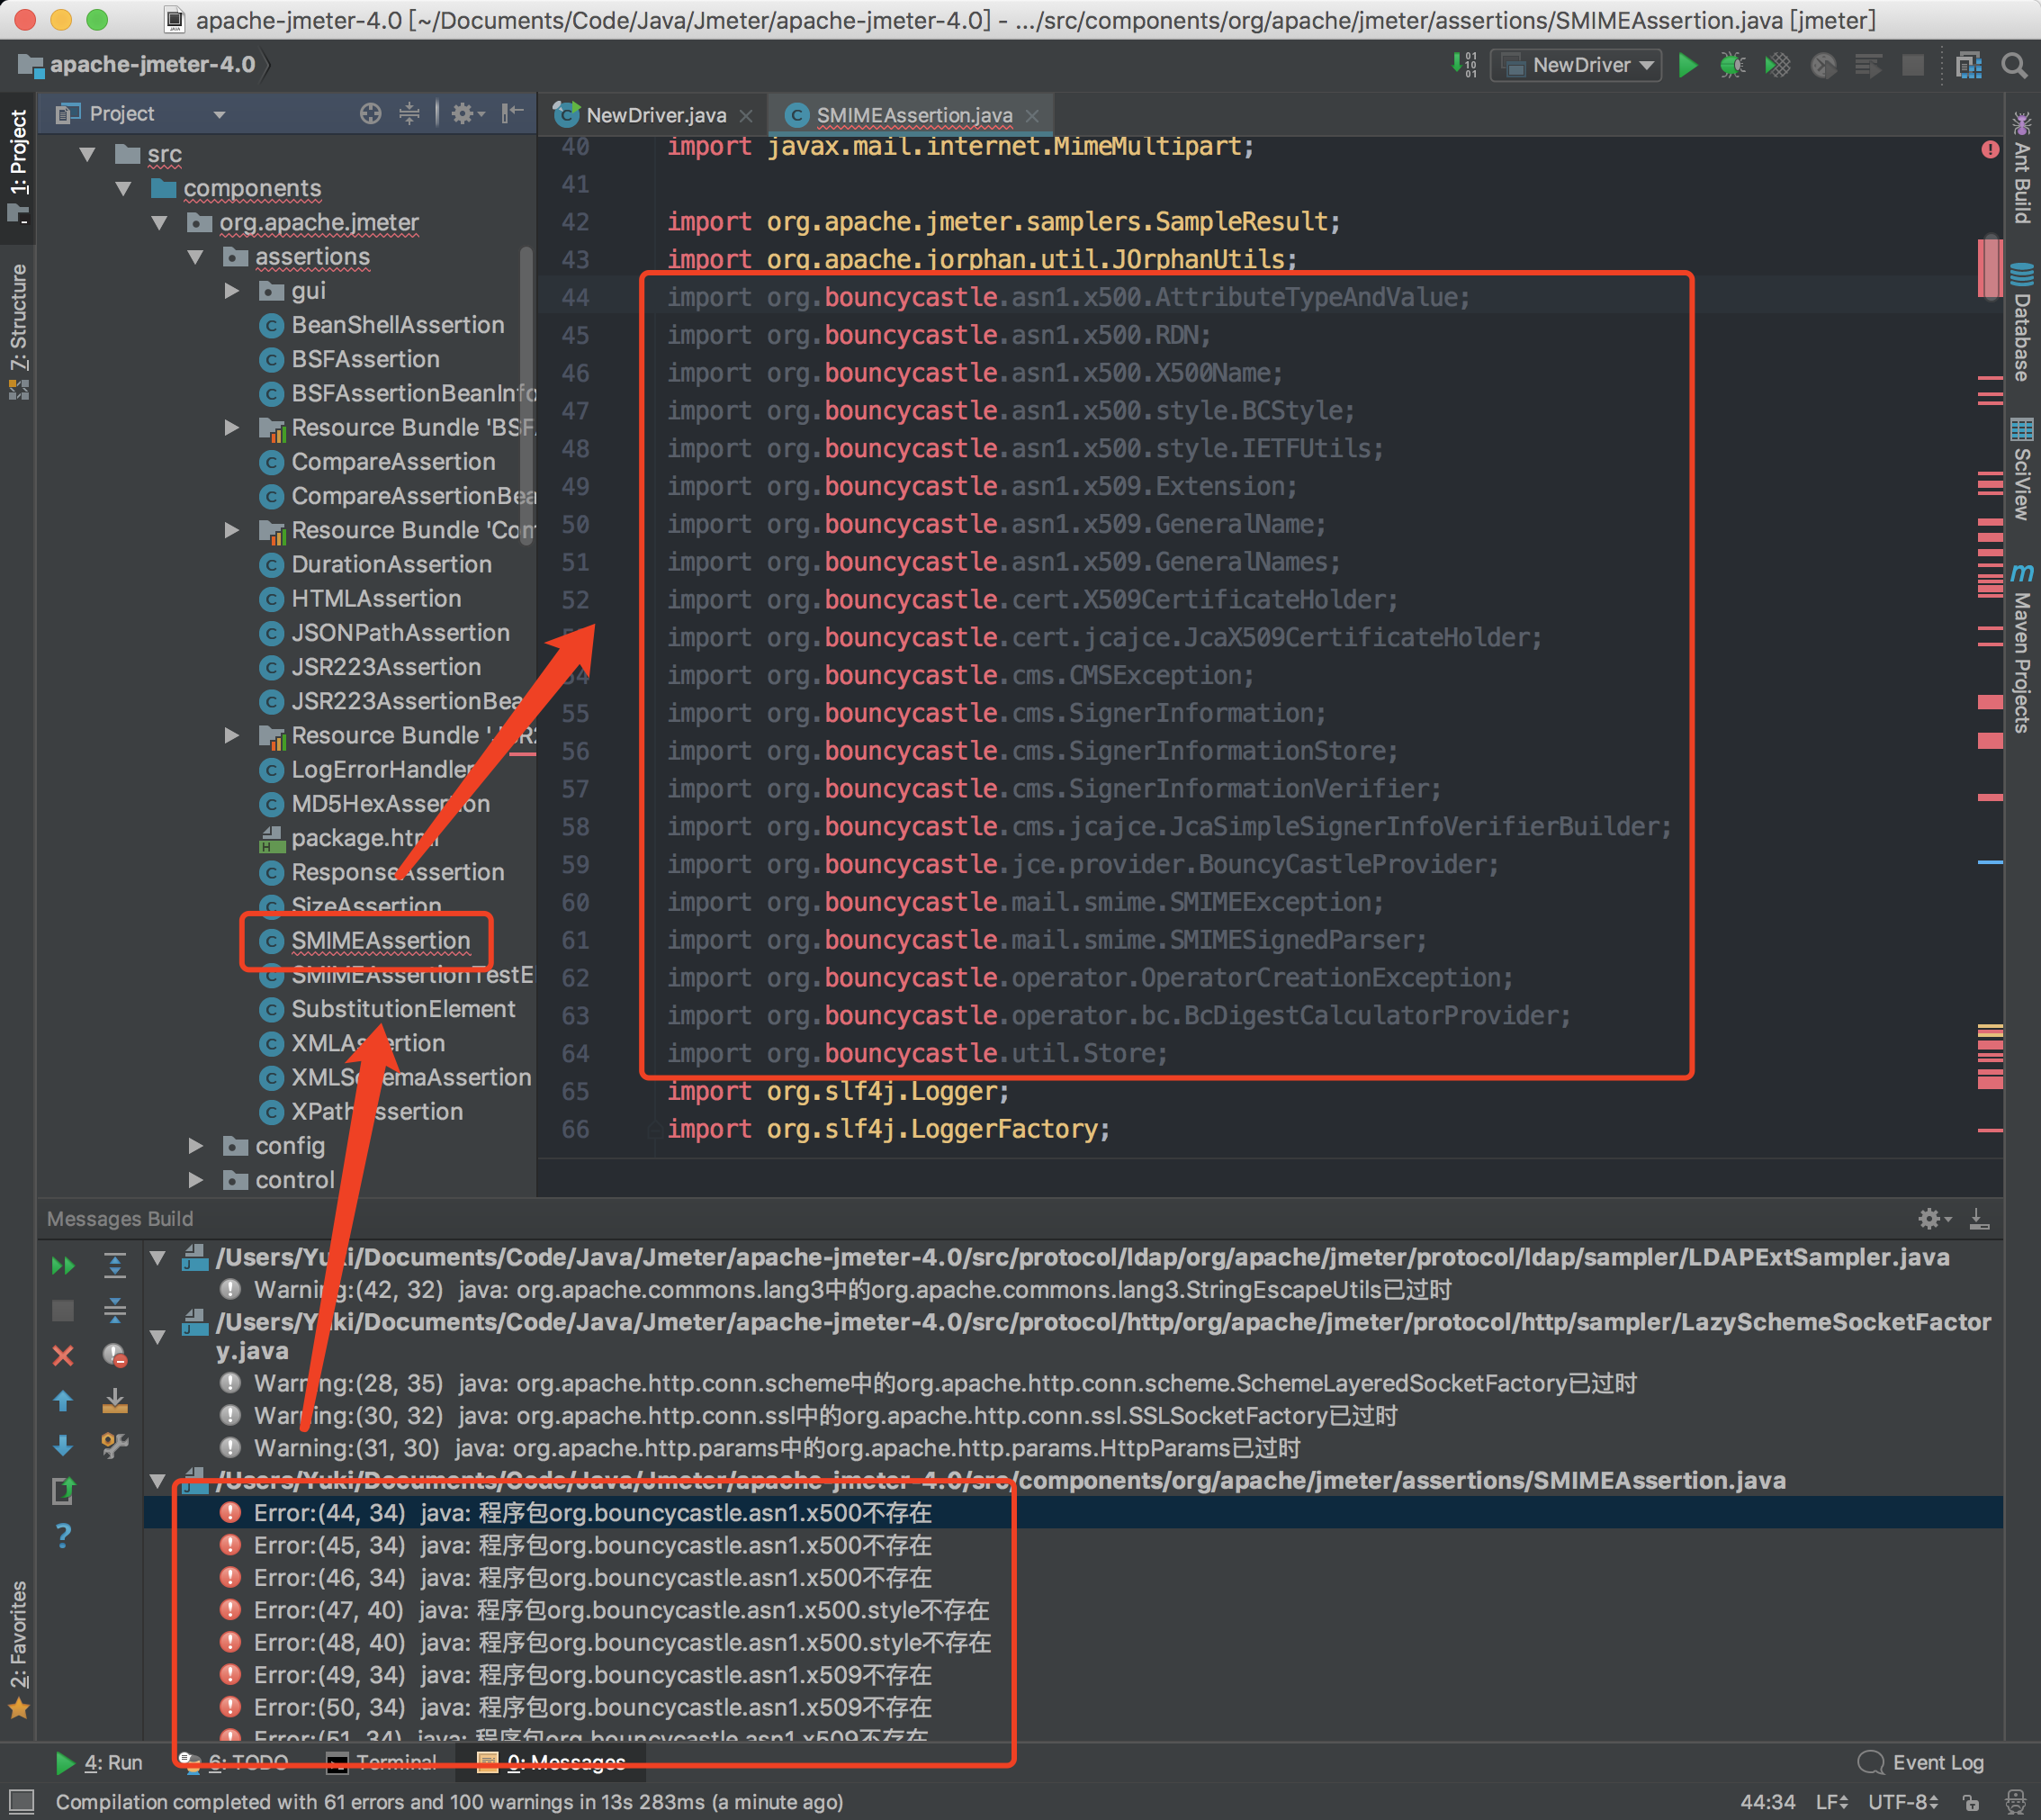 apache-jmeter-4.0 [~/Documents/Code/Java/Jmeter/apache-jmeter-4.0] - .../src/components/org/apache/jmeter/assertions/SMIMEAssertion.java [jmeter]
apache-jmeter-4.0
NewDriver
Project
NewDriver.java
SMIMEAssertion.java
1: Project
Z: Structure
2: Favorites
src
components
org.apache.jmeter
assertions
gui
BeanShellAssertion
BSFAssertion
BSFAssertionBeanInfo
Resource Bundle 'BSFA
CompareAssertion
CompareAssertionBea
Resource Bundle 'Com
DurationAssertion
HTMLAssertion
JSONPathAssertion
JSR223Assertion
JSR223AssertionBea
Resource Bundle 'JSR2
LogErrorHandler
MD5HexAssertion
package.html
ResponseAssertion
SizeAssertion
SMIMEAssertion
SMIMEAssertionTestE
SubstitutionElement
XMLAssertion
XMLSchemaAssertion
XPathAssertion
config
control
40 import javax.mail.internet.MimeMultipart;
41
42 import org.apache.jmeter.samplers.SampleResult;
43 import org.apache.jorphan.util.JOrphanUtils;
44 import org.bouncycastle.asn1.x500.AttributeTypeAndValue;
45 import org.bouncycastle.asn1.x500.RDN;
46 import org.bouncycastle.asn1.x500.X500Name;
47 import org.bouncycastle.asn1.x500.style.BCStyle;
48 import org.bouncycastle.asn1.x500.style.IETFUtils;
49 import org.bouncycastle.asn1.x509.Extension;
50 import org.bouncycastle.asn1.x509.GeneralName;
51 import org.bouncycastle.asn1.x509.GeneralNames;
52 import org.bouncycastle.cert.X509CertificateHolder;
53 import org.bouncycastle.cert.jcajce.JcaX509CertificateHolder;
54 import org.bouncycastle.cms.CMSException;
55 import org.bouncycastle.cms.SignerInformation;
56 import org.bouncycastle.cms.SignerInformationStore;
57 import org.bouncycastle.cms.SignerInformationVerifier;
58 import org.bouncycastle.cms.jcajce.JcaSimpleSignerInfoVerifierBuilder;
59 import org.bouncycastle.jce.provider.BouncyCastleProvider;
60 import org.bouncycastle.mail.smime.SMIMEException;
61 import org.bouncycastle.mail.smime.SMIMESignedParser;
62 import org.bouncycastle.operator.OperatorCreationException;
63 import org.bouncycastle.operator.bc.BcDigestCalculatorProvider;
64 import org.bouncycastle.util.Store;
65 import org.slf4j.Logger;
66 import org.slf4j.LoggerFactory;
Ant Build
Database
SciView
Maven Projects
Messages Build
/Users/Yuki/Documents/Code/Java/Jmeter/apache-jmeter-4.0/src/protocol/ldap/org/apache/jmeter/protocol/ldap/sampler/LDAPExtSampler.java
Warning:(42, 32) java: org.apache.commons.lang3中的org.apache.commons.lang3.StringEscapeUtils已过时
/Users/Yuki/Documents/Code/Java/Jmeter/apache-jmeter-4.0/src/protocol/http/org/apache/jmeter/protocol/http/sampler/LazySchemeSocketFactor
y.java
Warning:(28, 35) java: org.apache.http.conn.scheme中的org.apache.http.conn.scheme.SchemeLayeredSocketFactory已过时
Warning:(30, 32) java: org.apache.http.conn.ssl中的org.apache.http.conn.ssl.SSLSocketFactory已过时
Warning:(31, 30) java: org.apache.http.params中的org.apache.http.params.HttpParams已过时
/Users/Yuki/Documents/Code/Java/Jmeter/apache-jmeter-4.0/src/components/org/apache/jmeter/assertions/SMIMEAssertion.java
Error:(44, 34) java: 程序包org.bouncycastle.asn1.x500不存在
Error:(45, 34) java: 程序包org.bouncycastle.asn1.x500不存在
Error:(46, 34) java: 程序包org.bouncycastle.asn1.x500不存在
Error:(47, 40) java: 程序包org.bouncycastle.asn1.x500.style不存在
Error:(48, 40) java: 程序包org.bouncycastle.asn1.x500.style不存在
Error:(49, 34) java: 程序包org.bouncycastle.asn1.x509不存在
Error:(50, 34) java: 程序包org.bouncycastle.asn1.x509不存在
Error:(51, 34) java: 程序包org.bouncycastle.asn1.x509不存在
4: Run
6: TODO
Terminal
0: Messages
Event Log
Compilation completed with 61 errors and 100 warnings in 13s 283ms (a minute ago)
44:34
LF
UTF-8